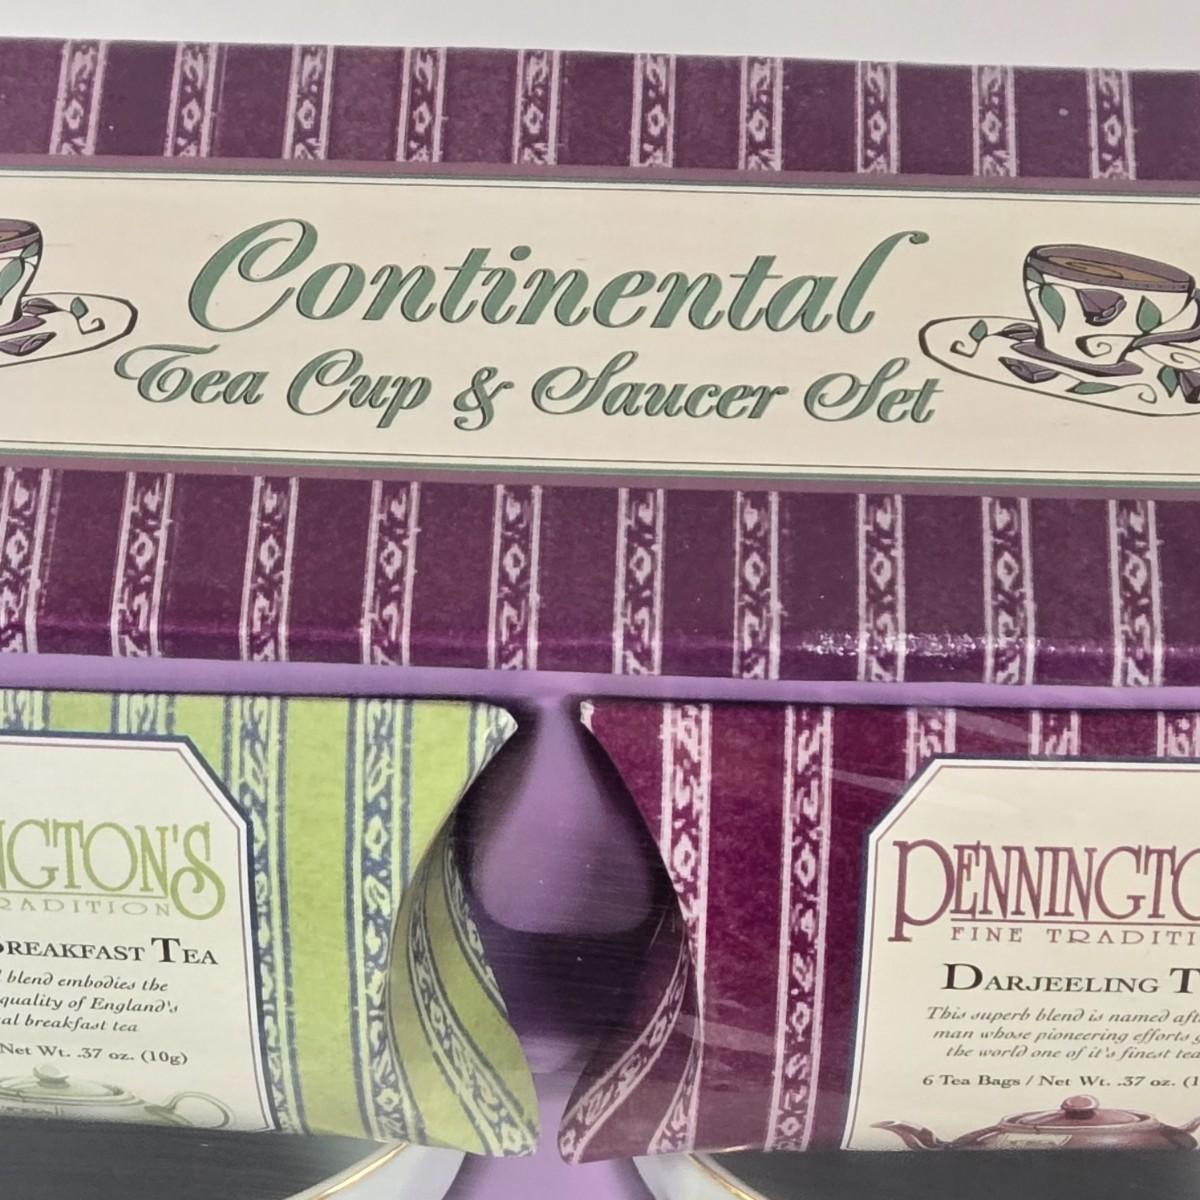 Continental
Tea Cup & Saucer Set
NGTON'S
RADITION
BREAKFAST TEA
blend embodies the
quality of England's
al breakfast tea
Net Wt. .37 oz. (10g)
PENNINGTO
FINE TRADITI
DARJEELING T
This superb blend is named aft
man whose pioneering efforts g
the world one of it's finest tea
6 Tea Bags / Net Wt. .37 oz. (1